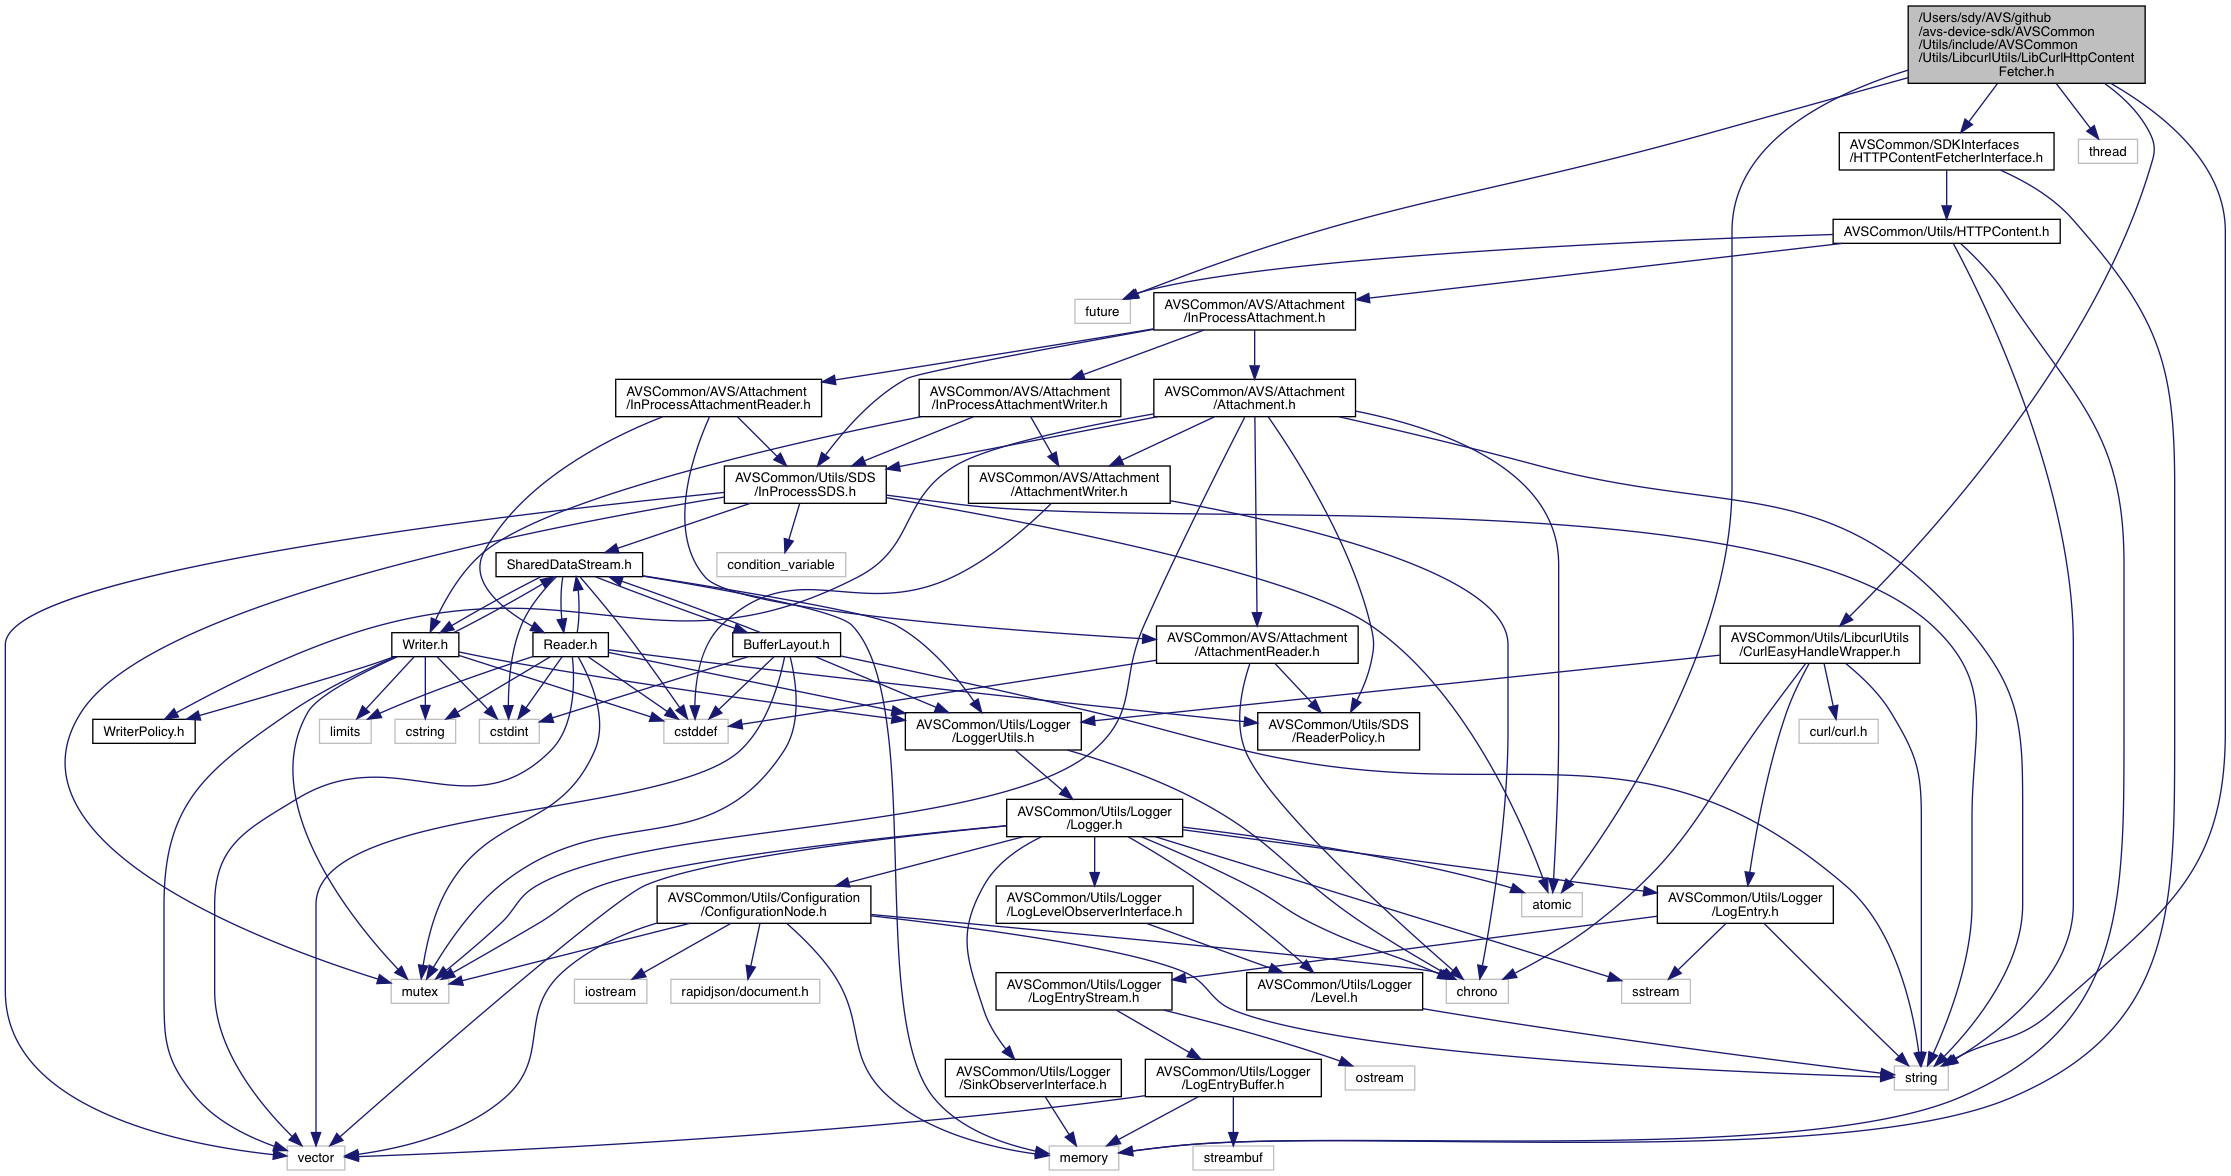 /Users/sdy/AVS/github
/avs-device-sdk/AVSCommon
/Utils/include/AVSCommon
/Utils/LibcurlUtils/LibCurlHttpContent
Fetcher.h
AVSCommon/SDKInterfaces
/HTTPContentFetcherInterface.h
thread
AVSCommon/Utils/HTTPContent.h
future
AVSCommon/AVS/Attachment
/InProcessAttachment.h
AVSCommon/AVS/Attachment
/InProcessAttachmentReader.h
AVSCommon/AVS/Attachment
/InProcessAttachmentWriter.h
AVSCommon/AVS/Attachment
/Attachment.h
AVSCommon/Utils/SDS
/InProcessSDS.h
AVSCommon/AVS/Attachment
/AttachmentWriter.h
SharedDataStream.h
condition_variable
Writer.h
Reader.h
BufferLayout.h
AVSCommon/AVS/Attachment
/AttachmentReader.h
AVSCommon/Utils/LibcurlUtils
/CurlEasyHandleWrapper.h
WriterPolicy.h
limits
cstring
cstdint
cstddef
AVSCommon/Utils/Logger
/LoggerUtils.h
AVSCommon/Utils/SDS
/ReaderPolicy.h
curl/curl.h
AVSCommon/Utils/Logger
/Logger.h
AVSCommon/Utils/Configuration
/ConfigurationNode.h
AVSCommon/Utils/Logger
/LogLevelObserverInterface.h
atomic
AVSCommon/Utils/Logger
/LogEntry.h
mutex
iostream
rapidjson/document.h
AVSCommon/Utils/Logger
/LogEntryStream.h
AVSCommon/Utils/Logger
/Level.h
chrono
sstream
AVSCommon/Utils/Logger
/SinkObserverInterface.h
AVSCommon/Utils/Logger
/LogEntryBuffer.h
ostream
string
vector
memory
streambuf